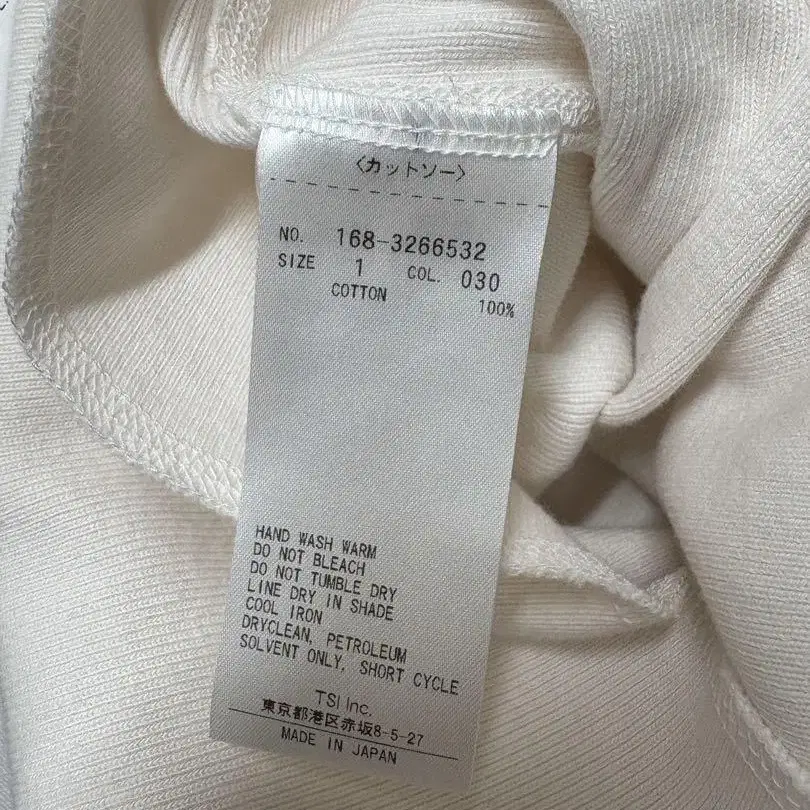 〈カットソー〉
NO. 168-3266532
SIZE 1 COL. 030
COTTON 100%
HAND WASH WARM
DO NOT BLEACH
DO NOT TUMBLE DRY
LINE DRY IN SHADE
COOL IRON
DRYCLEAN, PETROLEUM
SOLVENT ONLY, SHORT CYCLE
TSI Inc.
東京都港区赤坂8-5-27
MADE IN JAPAN